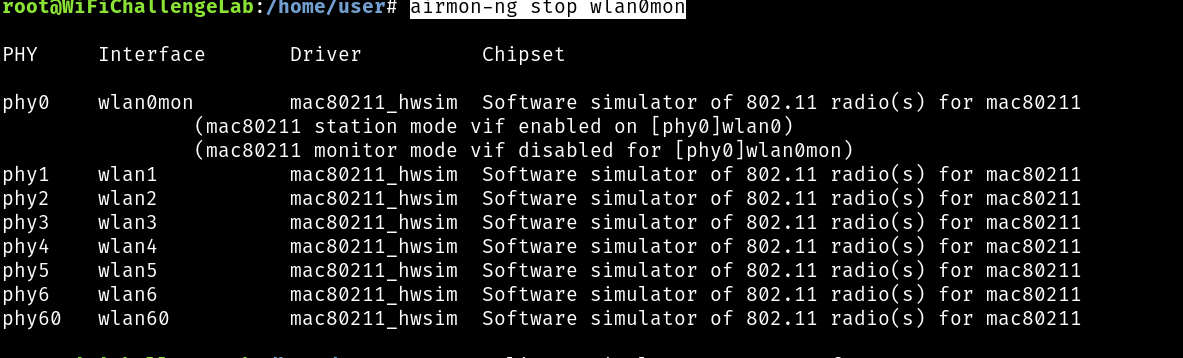 root@WiFiChallengeLab:/home/user# airmon-ng stop wlan0mon
PHY     Interface       Driver          Chipset
phy0    wlan0mon        mac80211_hwsim  Software simulator of 802.11 radio(s) for mac80211
(mac80211 station mode vif enabled on [phy0]wlan0)
(mac80211 monitor mode vif disabled for [phy0]wlan0mon)
phy1    wlan1           mac80211_hwsim  Software simulator of 802.11 radio(s) for mac80211
phy2    wlan2           mac80211_hwsim  Software simulator of 802.11 radio(s) for mac80211
phy3    wlan3           mac80211_hwsim  Software simulator of 802.11 radio(s) for mac80211
phy4    wlan4           mac80211_hwsim  Software simulator of 802.11 radio(s) for mac80211
phy5    wlan5           mac80211_hwsim  Software simulator of 802.11 radio(s) for mac80211
phy6    wlan6           mac80211_hwsim  Software simulator of 802.11 radio(s) for mac80211
phy60   wlan60          mac80211_hwsim  Software simulator of 802.11 radio(s) for mac80211